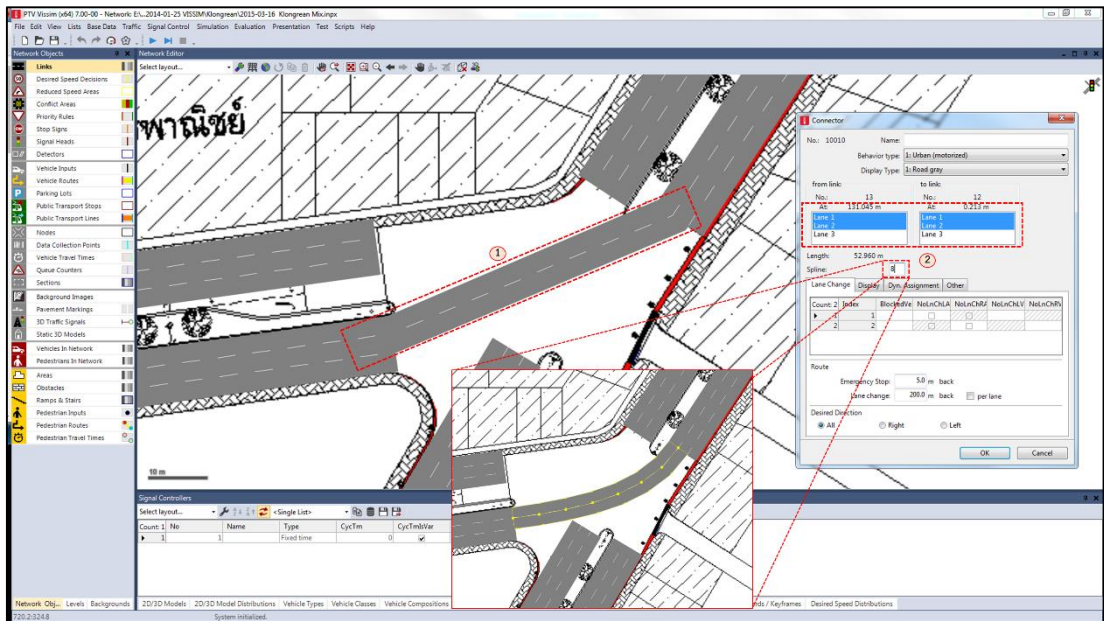 PTV Vissim (x64) 7.00-00 - Network: E:\...2014-01-25 VISSIM\Klongrean\2015-03-16 Klongrean Mix.inpx
File Edit View Lists Base Data Traffic Signal Control Simulation Evaluation Presentation Test Scripts Help
Network Objects
Links
Desired Speed Decisions
Reduced Speed Areas
Conflict Areas
Priority Rules
Stop Signs
Signal Heads
Detectors
Vehicle Inputs
Vehicle Routes
Parking Lots
Public Transport Stops
Public Transport Lines
Nodes
Data Collection Points
Vehicle Travel Times
Queue Counters
Sections
Background Images
Pavement Markings
3D Traffic Signals
Static 3D Models
Vehicles In Network
Pedestrians In Network
Areas
Obstacles
Ramps & Stairs
Pedestrian Inputs
Pedestrian Routes
Pedestrian Travel Times
Network Obj... Levels Backgrounds
Network Editor
Select layout...
พาณิชย์
1
10 m
Connector
No.: 10010 Name:
Behavior type: 1: Urban (motorized)
Display Type: 1: Road gray
from link: to link:
No.: 13 No.: 12
At: 131.045 m At: 0.213 m
Lane 1 Lane 1
Lane 2 Lane 2
Lane 3 Lane 3
Length: 52.960 m
2
Spline: 8
Lane Change Display Dyn. Assignment Other
Count: 2 Index BlockedVe NoLnChLA NoLnChRA NoLnChLV NoLnChRV
1 1
2 2
Route
Emergency Stop: 5.0 m back
Lane change: 200.0 m back per lane
Desired Direction
All Right Left
OK Cancel
Signal Controllers
Select layout... <Single List>
Count: 1 No Name Type CycTm CycTmIsVar
1 1 Fixed time 0
2D/3D Models 2D/3D Model Distributions Vehicle Types Vehicle Classes Vehicle Compositions
/ Keyframes Desired Speed Distributions
720.2:324.8 System initialized.